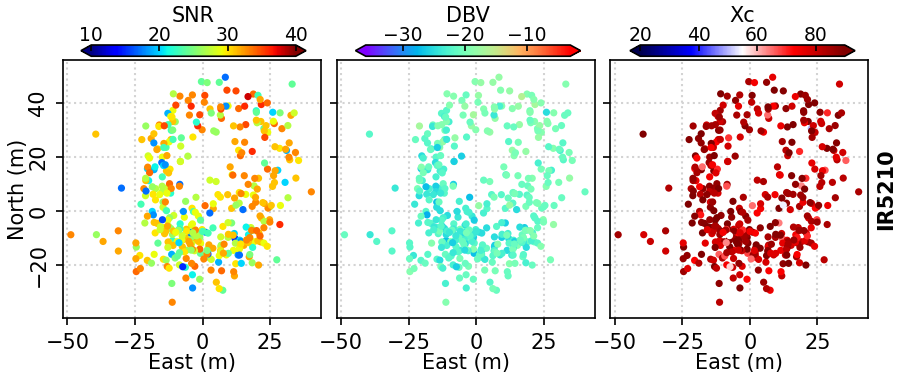 SNR DBV Xc
10 20 30 40 −30 −20 −10 20 40 60 80
40
20
0
−20
North (m)
IR5210
−50 −25 0 25 −50 −25 0 25 −50 −25 0 25
East (m) East (m) East (m)